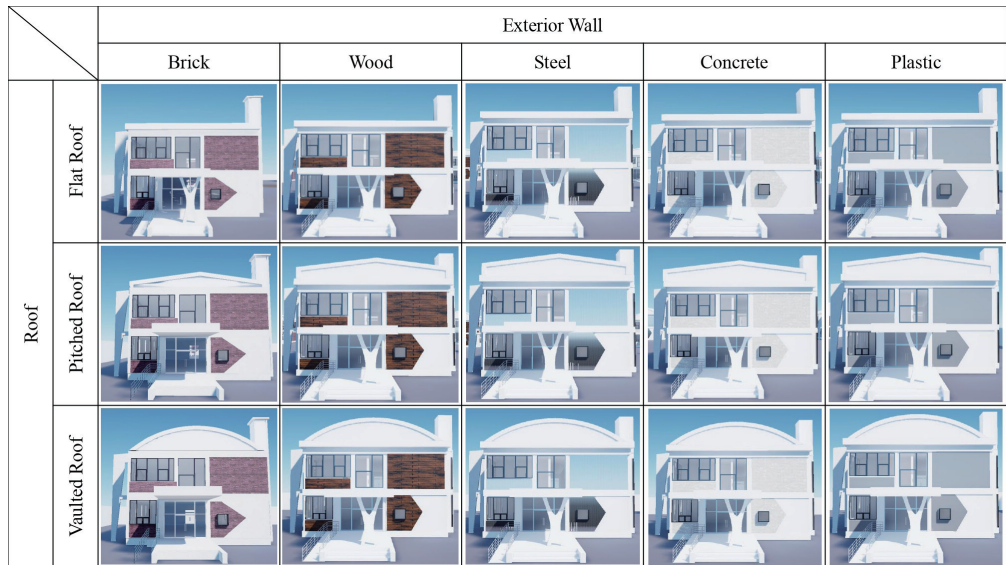 Exterior Wall
Brick
Wood
Steel
Concrete
Plastic
Roof
Flat Roof
Pitched Roof
Vaulted Roof